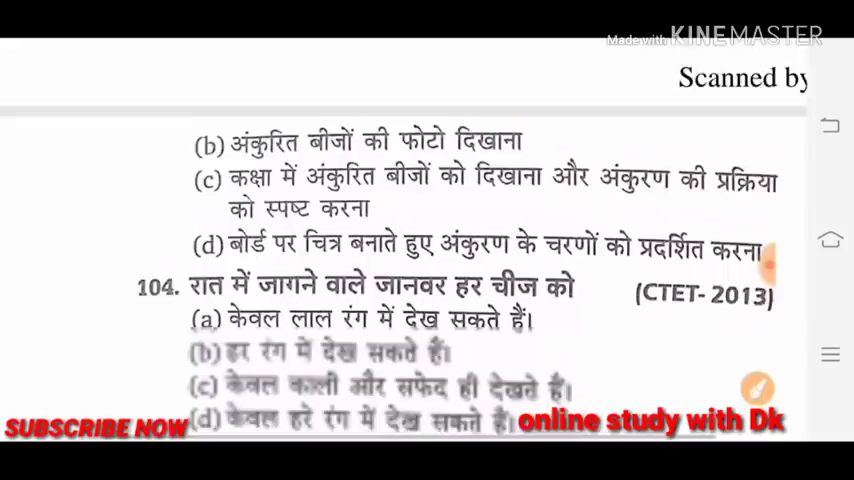 Made with KINEMASTER
Scanned by
(b) अंकुरित बीजों की फोटो दिखाना
(c) कक्षा में अंकुरित बीजों को दिखाना और अंकुरण की प्रक्रिया
को स्पष्ट करना
(d) बोर्ड पर चित्र बनाते हुए अंकुरण के चरणों को प्रदर्शित करना
104. रात में जागने वाले जानवर हर चीज को (CTET- 2013)
(a) केवल लाल रंग में देख सकते हैं।
(b) हर रंग में देख सकते हैं।
(c) केवल काली और सफेद ही देखते हैं।
(d) केवल हरे रंग में देख सकते है।
SUBSCRIBE NOW online study with Dk